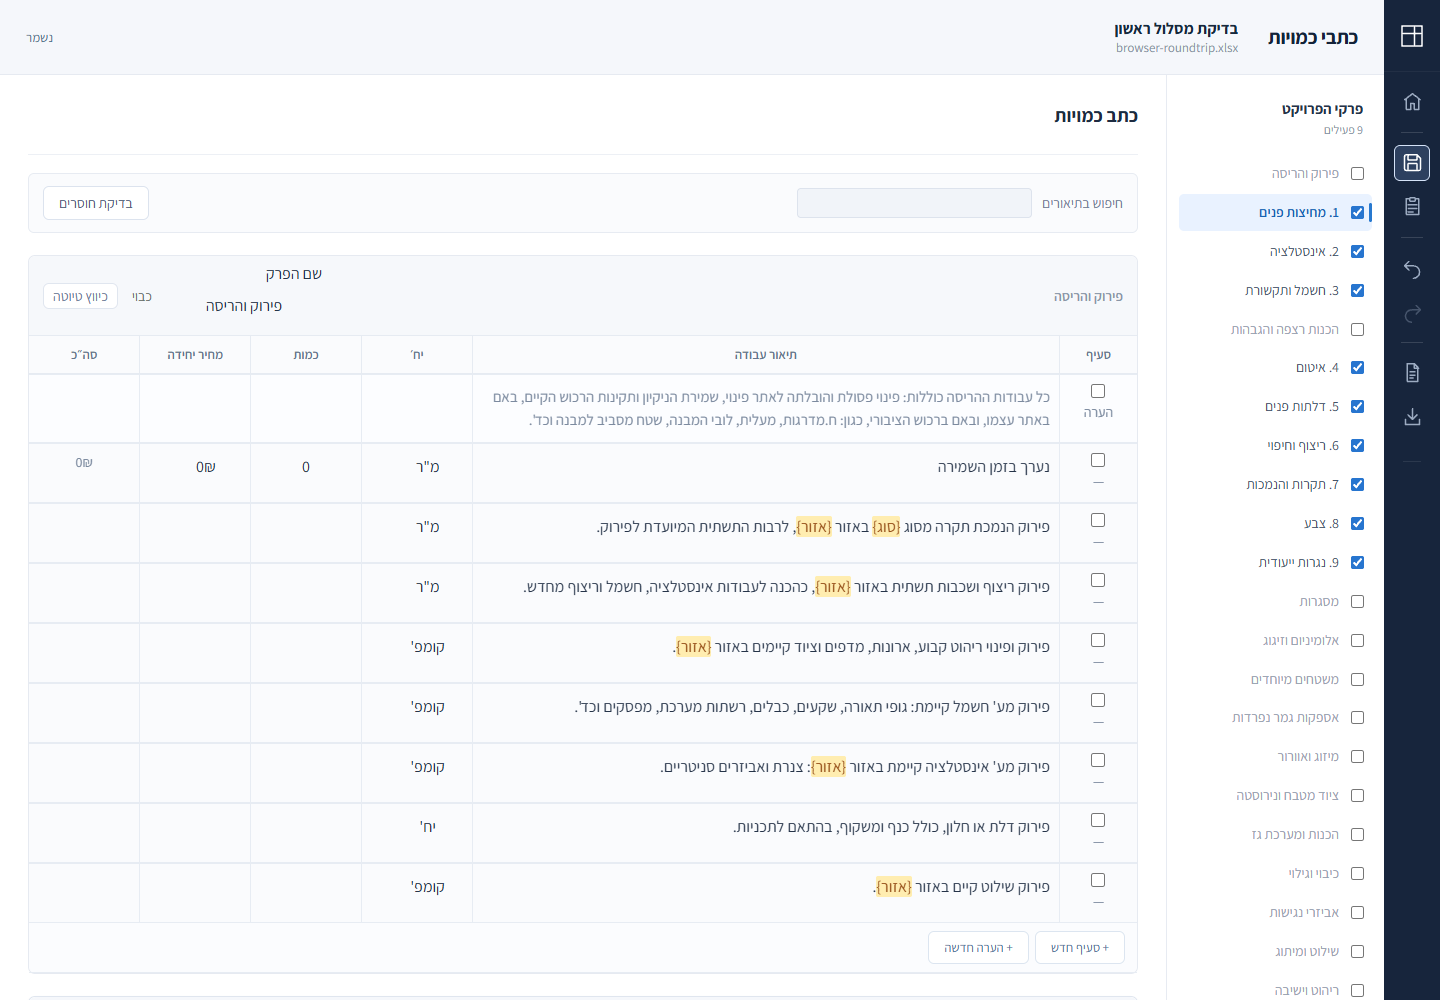 כתבי כמויות
בדיקת מסלול ראשון
browser-roundtrip.xlsx
נשמר
פרקי הפרויקט
9 פעילים
פירוק והריסה
1. מחיצות פנים
2. אינסטלציה
3. חשמל ותקשורת
הכנות רצפה והגבהות
4. איטום
5. דלתות פנים
6. ריצוף וחיפוי
7. תקרות והנמכות
8. צבע
9. נגרות ייעודית
מסגרות
אלומיניום וזיגוג
משטחים מיוחדים
אספקות גמר נפרדות
מיזוג ואוורור
ציוד מטבח ונירוסטה
הכנות ומערכת גז
כיבוי וגילוי
אביזרי נגישות
שילוט ומיתוג
ריהוט וישיבה
כתב כמויות
חיפוש בתיאורים
בדיקת חוסרים
פירוק והריסה
שם הפרק
פירוק והריסה
כבוי
כיווץ טיוטה
סעיף תיאור עבודה יח׳ כמות מחיר יחידה סה״כ
הערה
כל עבודות ההריסה כוללות: פינוי פסולת והובלתה לאתר פינוי, שמירת הניקיון ותקינות הרכוש הקיים, באם
באתר עצמו, ובאם ברכוש הציבורי, כגון: ח.מדרגות, מעלית, לובי המבנה, שטח מסביב למבנה וכד'.
— נערך בזמן השמירה מ"ר 0 ₪0 ₪0
— פירוק הנמכת תקרה מסוג {סוג} באזור {אזור}, לרבות התשתית המיועדת לפירוק. מ"ר
— פירוק ריצוף ושכבות תשתית באזור {אזור}, כהכנה לעבודות אינסטלציה, חשמל וריצוף מחדש. מ"ר
— פירוק ופינוי ריהוט קבוע, ארונות, מדפים וציוד קיימים באזור {אזור}. קומפ'
— פירוק מע' חשמל קיימת: גופי תאורה, שקעים, כבלים, רשתות מערכת, מפסקים וכד'. קומפ'
— פירוק מע' אינסטלציה קיימת באזור {אזור}: צנרת ואביזרים סניטריים. קומפ'
— פירוק דלת או חלון, כולל כנף ומשקוף, בהתאם לתכניות. יח'
— פירוק שילוט קיים באזור {אזור}. קומפ'
+ סעיף חדש
+ הערה חדשה